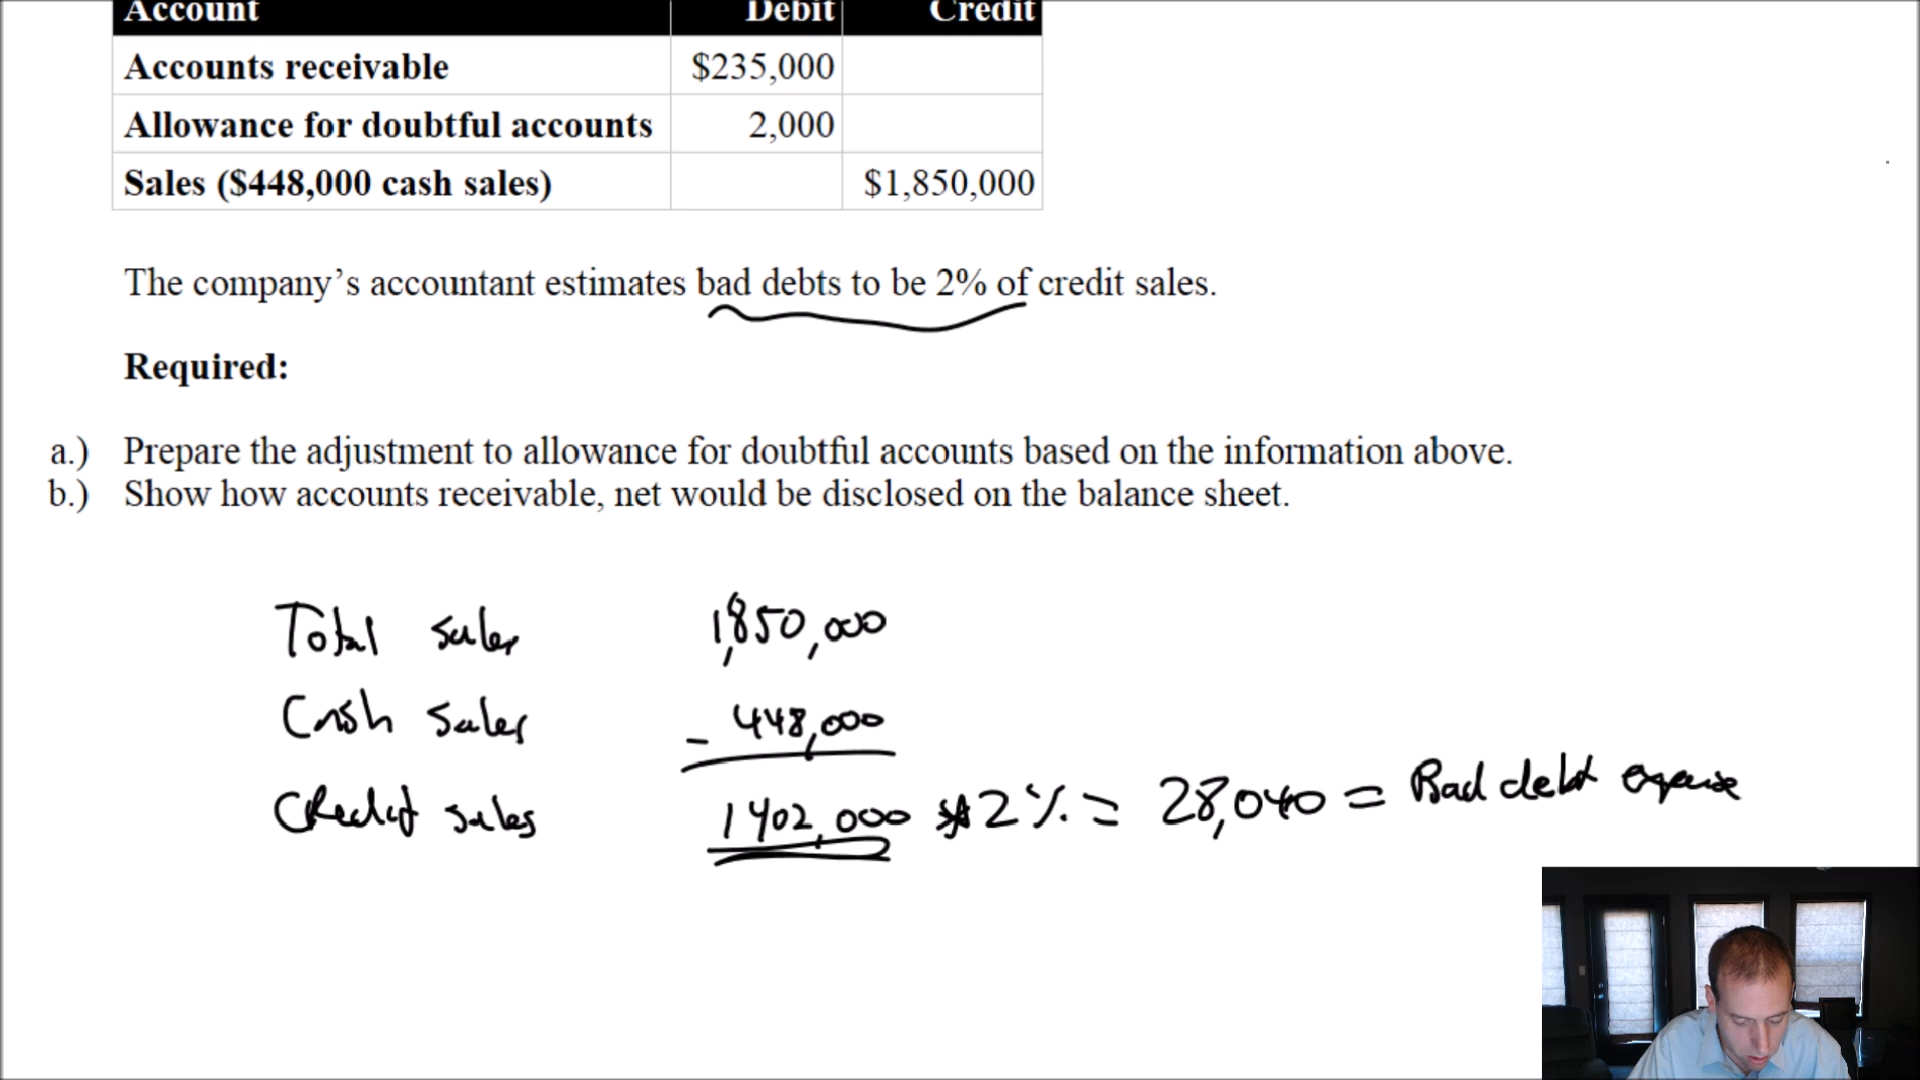 Account Debit Credit
Accounts receivable $235,000
Allowance for doubtful accounts 2,000
Sales ($448,000 cash sales) $1,850,000
The company’s accountant estimates bad debts to be 2% of credit sales.
Required:
a.) Prepare the adjustment to allowance for doubtful accounts based on the information above.
b.) Show how accounts receivable, net would be disclosed on the balance sheet.
Total sales 1,850,000
Cash sales - 448,000
Credit sales 1402,000 * 2% = 28,040 = Bad debt expense